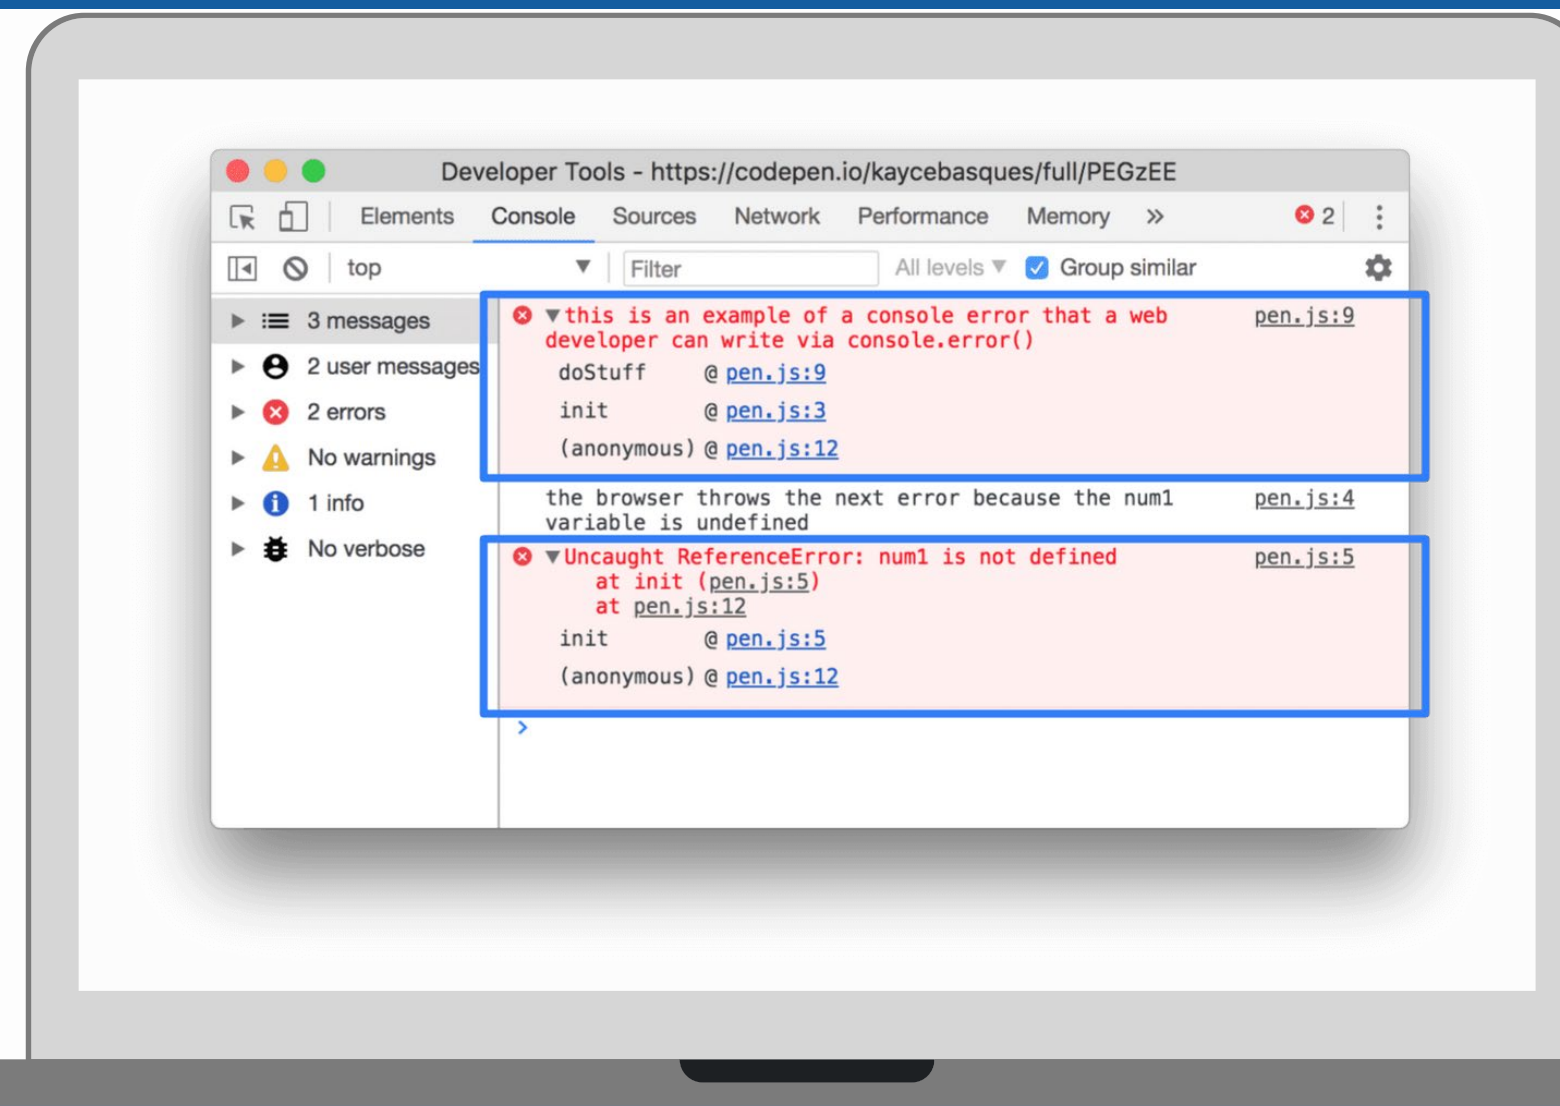 Developer Tools - https://codepen.io/kaycebasques/full/PEGzEE
Elements Console Sources Network Performance Memory » 2
top Filter All levels Group similar
3 messages
2 user messages
2 errors
No warnings
1 info
No verbose
this is an example of a console error that a web pen.js:9
developer can write via console.error()
doStuff @ pen.js:9
init @ pen.js:3
(anonymous) @ pen.js:12
the browser throws the next error because the num1 pen.js:4
variable is undefined
Uncaught ReferenceError: num1 is not defined pen.js:5
at init (pen.js:5)
at pen.js:12
init @ pen.js:5
(anonymous) @ pen.js:12
>